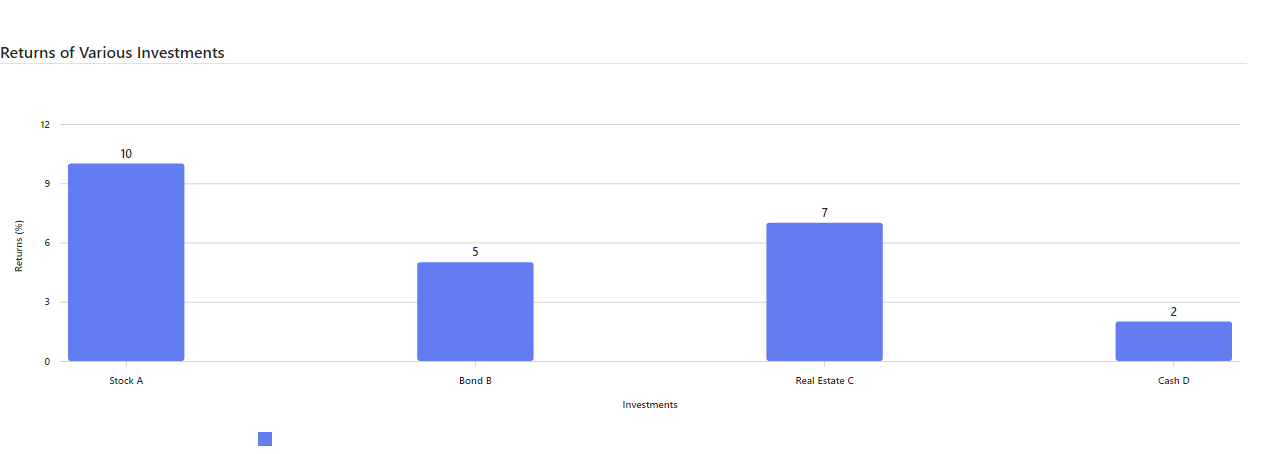 Returns of Various Investments
12
9
6
3
0
Returns (%)
10
5
7
2
Stock A
Bond B
Real Estate C
Cash D
Investments